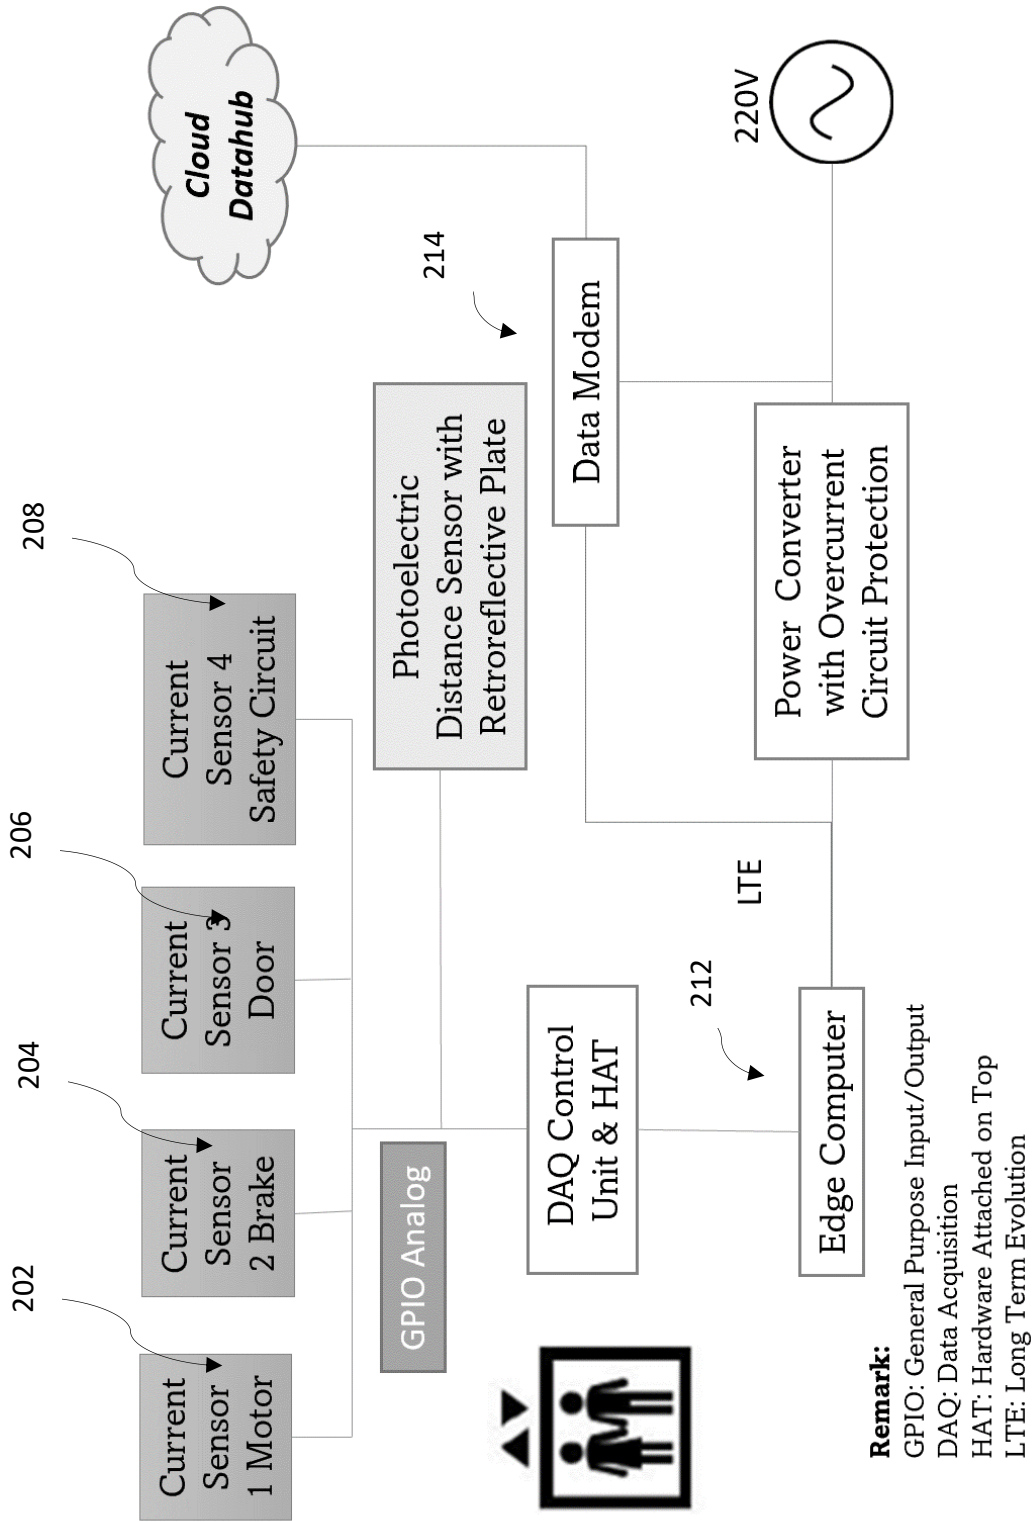 202
204
206
208
Current
Sensor
1 Motor
Current
Sensor
2 Brake
Current
Sensor 3
Door
Current
Sensor 4
Safety Circuit
Cloud
Datahub
GPIO Analog
Photoelectric
Distance Sensor with
Retroreflective Plate
214
DAQ Control
Unit & HAT
Data Modem
212
LTE
220V
Edge Computer
Power Converter
with Overcurrent
Circuit Protection
Remark:
GPIO: General Purpose Input/Output
DAQ: Data Acquisition
HAT: Hardware Attached on Top
LTE: Long Term Evolution